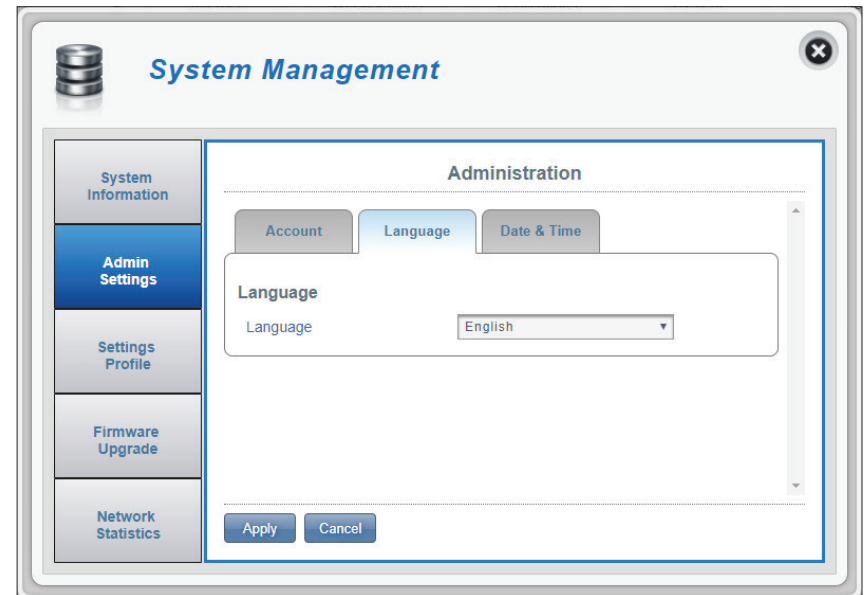 System Management
System
Information
Admin
Settings
Settings
Profile
Firmware
Upgrade
Network
Statistics
Administration
Account
Language
Date & Time
Language
Language
English
Apply
Cancel